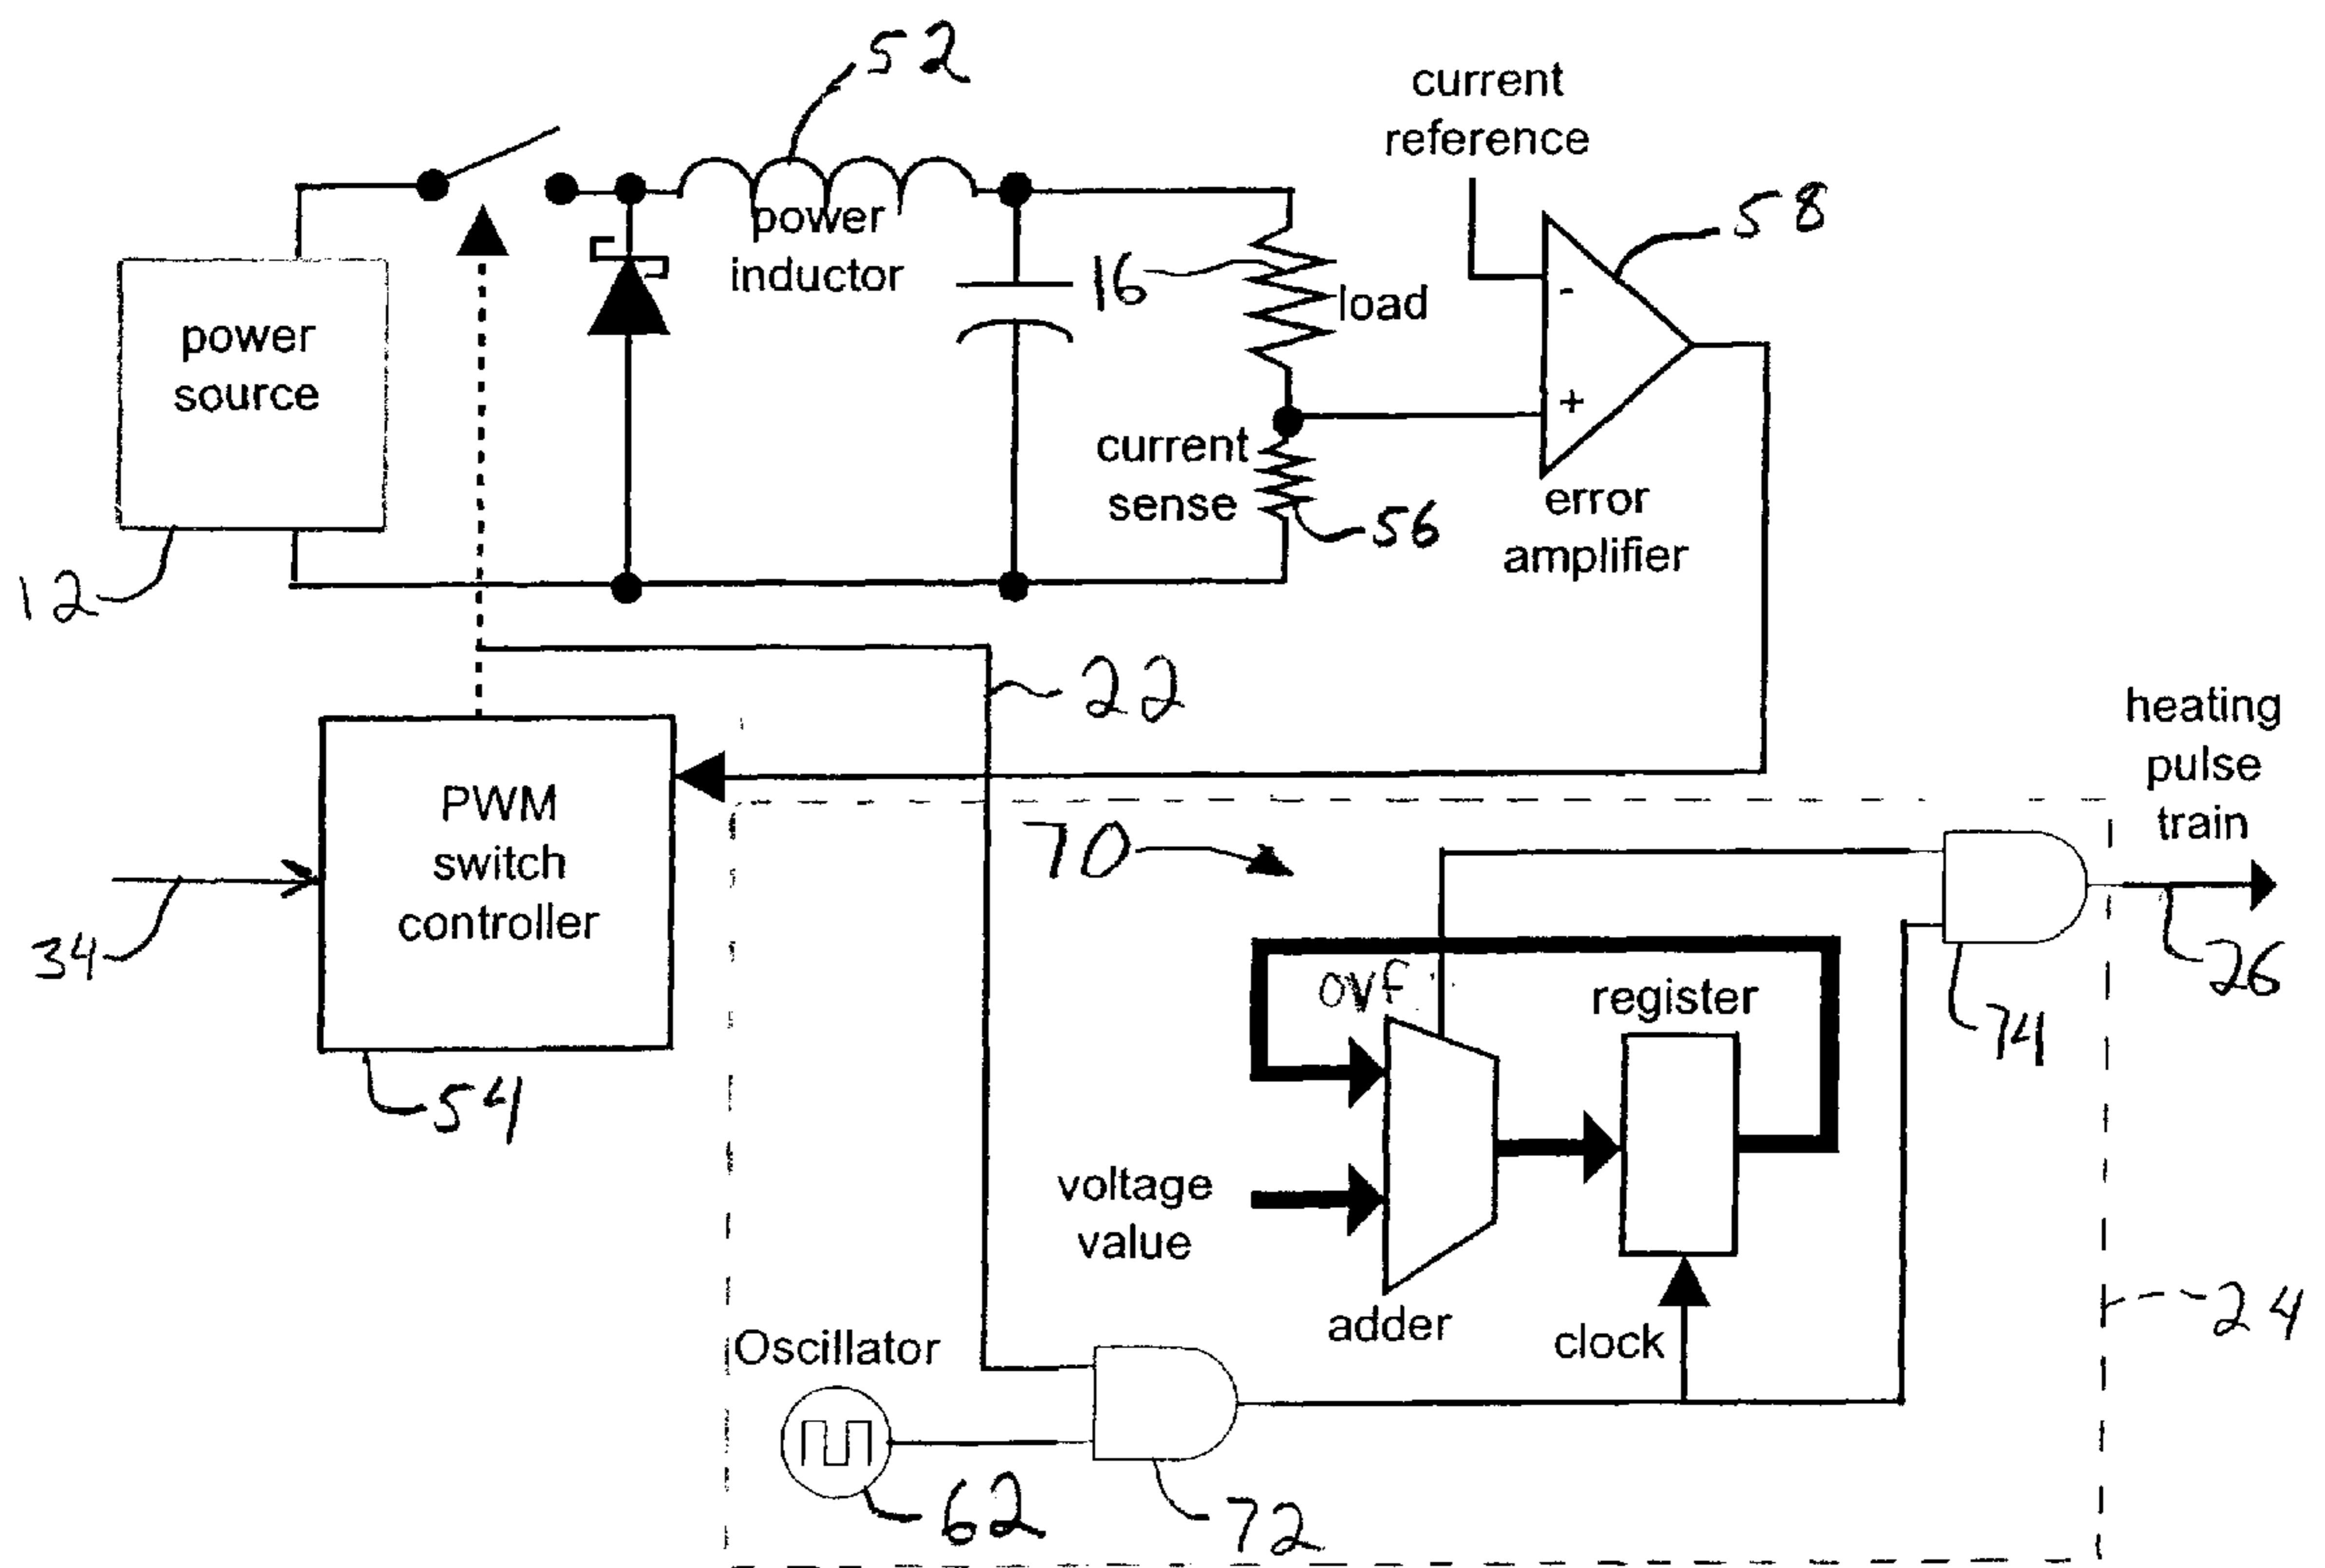 52
current
reference
58
power
inductor
16
load
power
source
current
sense
56
error
amplifier
-
+
12
22
heating
pulse
train
PWM
switch
controller
70
34
26
ovf
register
74
54
voltage
value
adder
clock
24
Oscillator
62
72